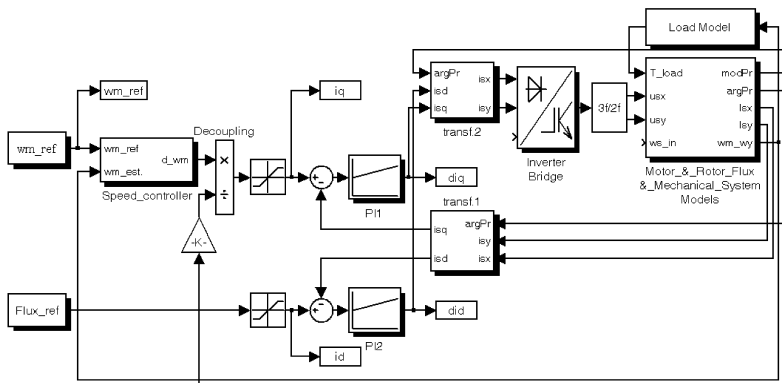 Load Model
wm_ref
iq
argPr
isd
isq
isx
isy
transf.2
Inverter
Bridge
3f/2f
T_load
usx
usy
ws_in
modPr
argPr
Isx
Isy
wm_wy
Motor_&_Rotor_Flux
&_Mechanical_System
Models
wm_ref
wm_ref
wm_est.
d_wm
Speed_controller
Decoupling
×
÷
+
-
PI1
diq
transf.1
isq
isd
argPr
isy
isx
-K-
Flux_ref
+
-
PI2
did
id